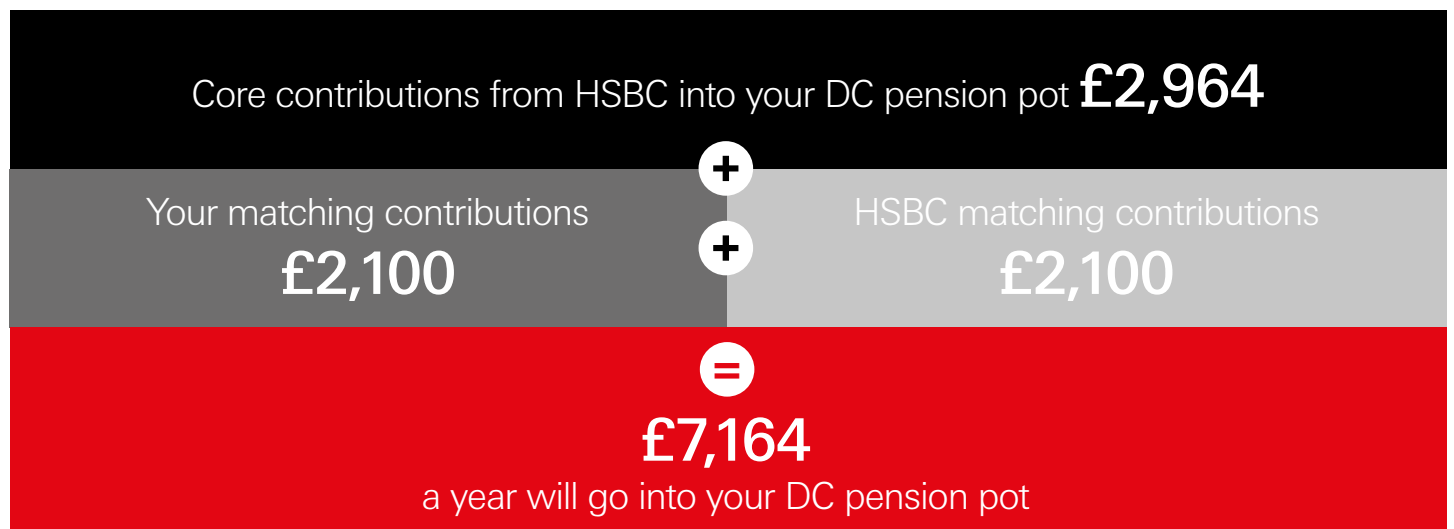 Core contributions from HSBC into your DC pension pot £2,964
+
Your matching contributions
£2,100
+
HSBC matching contributions
£2,100
=
£7,164
a year will go into your DC pension pot